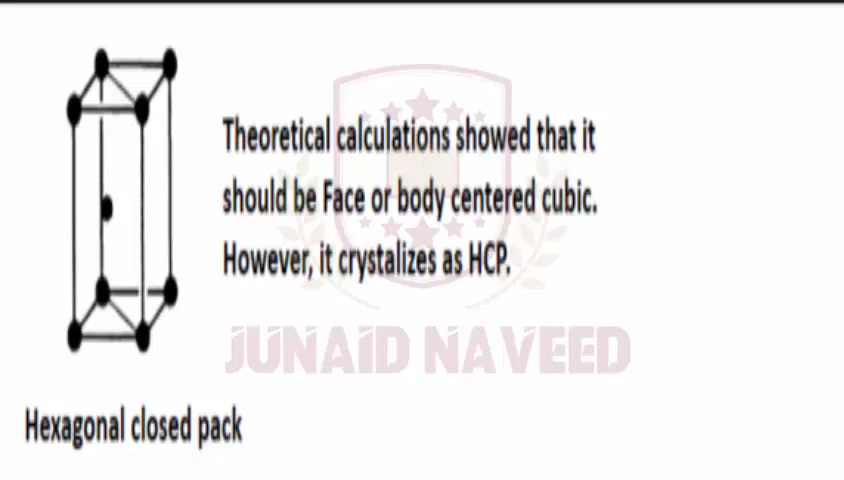 Theoretical calculations showed that it
should be Face or body centered cubic.
However, it crystalizes as HCP.
JUNAID NAVEED
Hexagonal closed pack